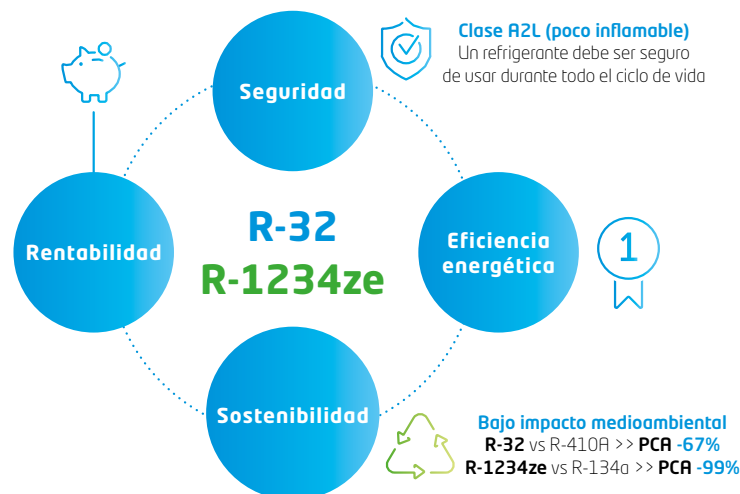 Clase A2L (poco inflamable)
Un refrigerante debe ser seguro
de usar durante todo el ciclo de vida
Seguridad
Rentabilidad
R-32
R-1234ze
Eficiencia
energética
1
Sostenibilidad
Bajo impacto medioambiental
R-32 vs R-410A >> PCA -67%
R-1234ze vs R-134a >> PCA -99%